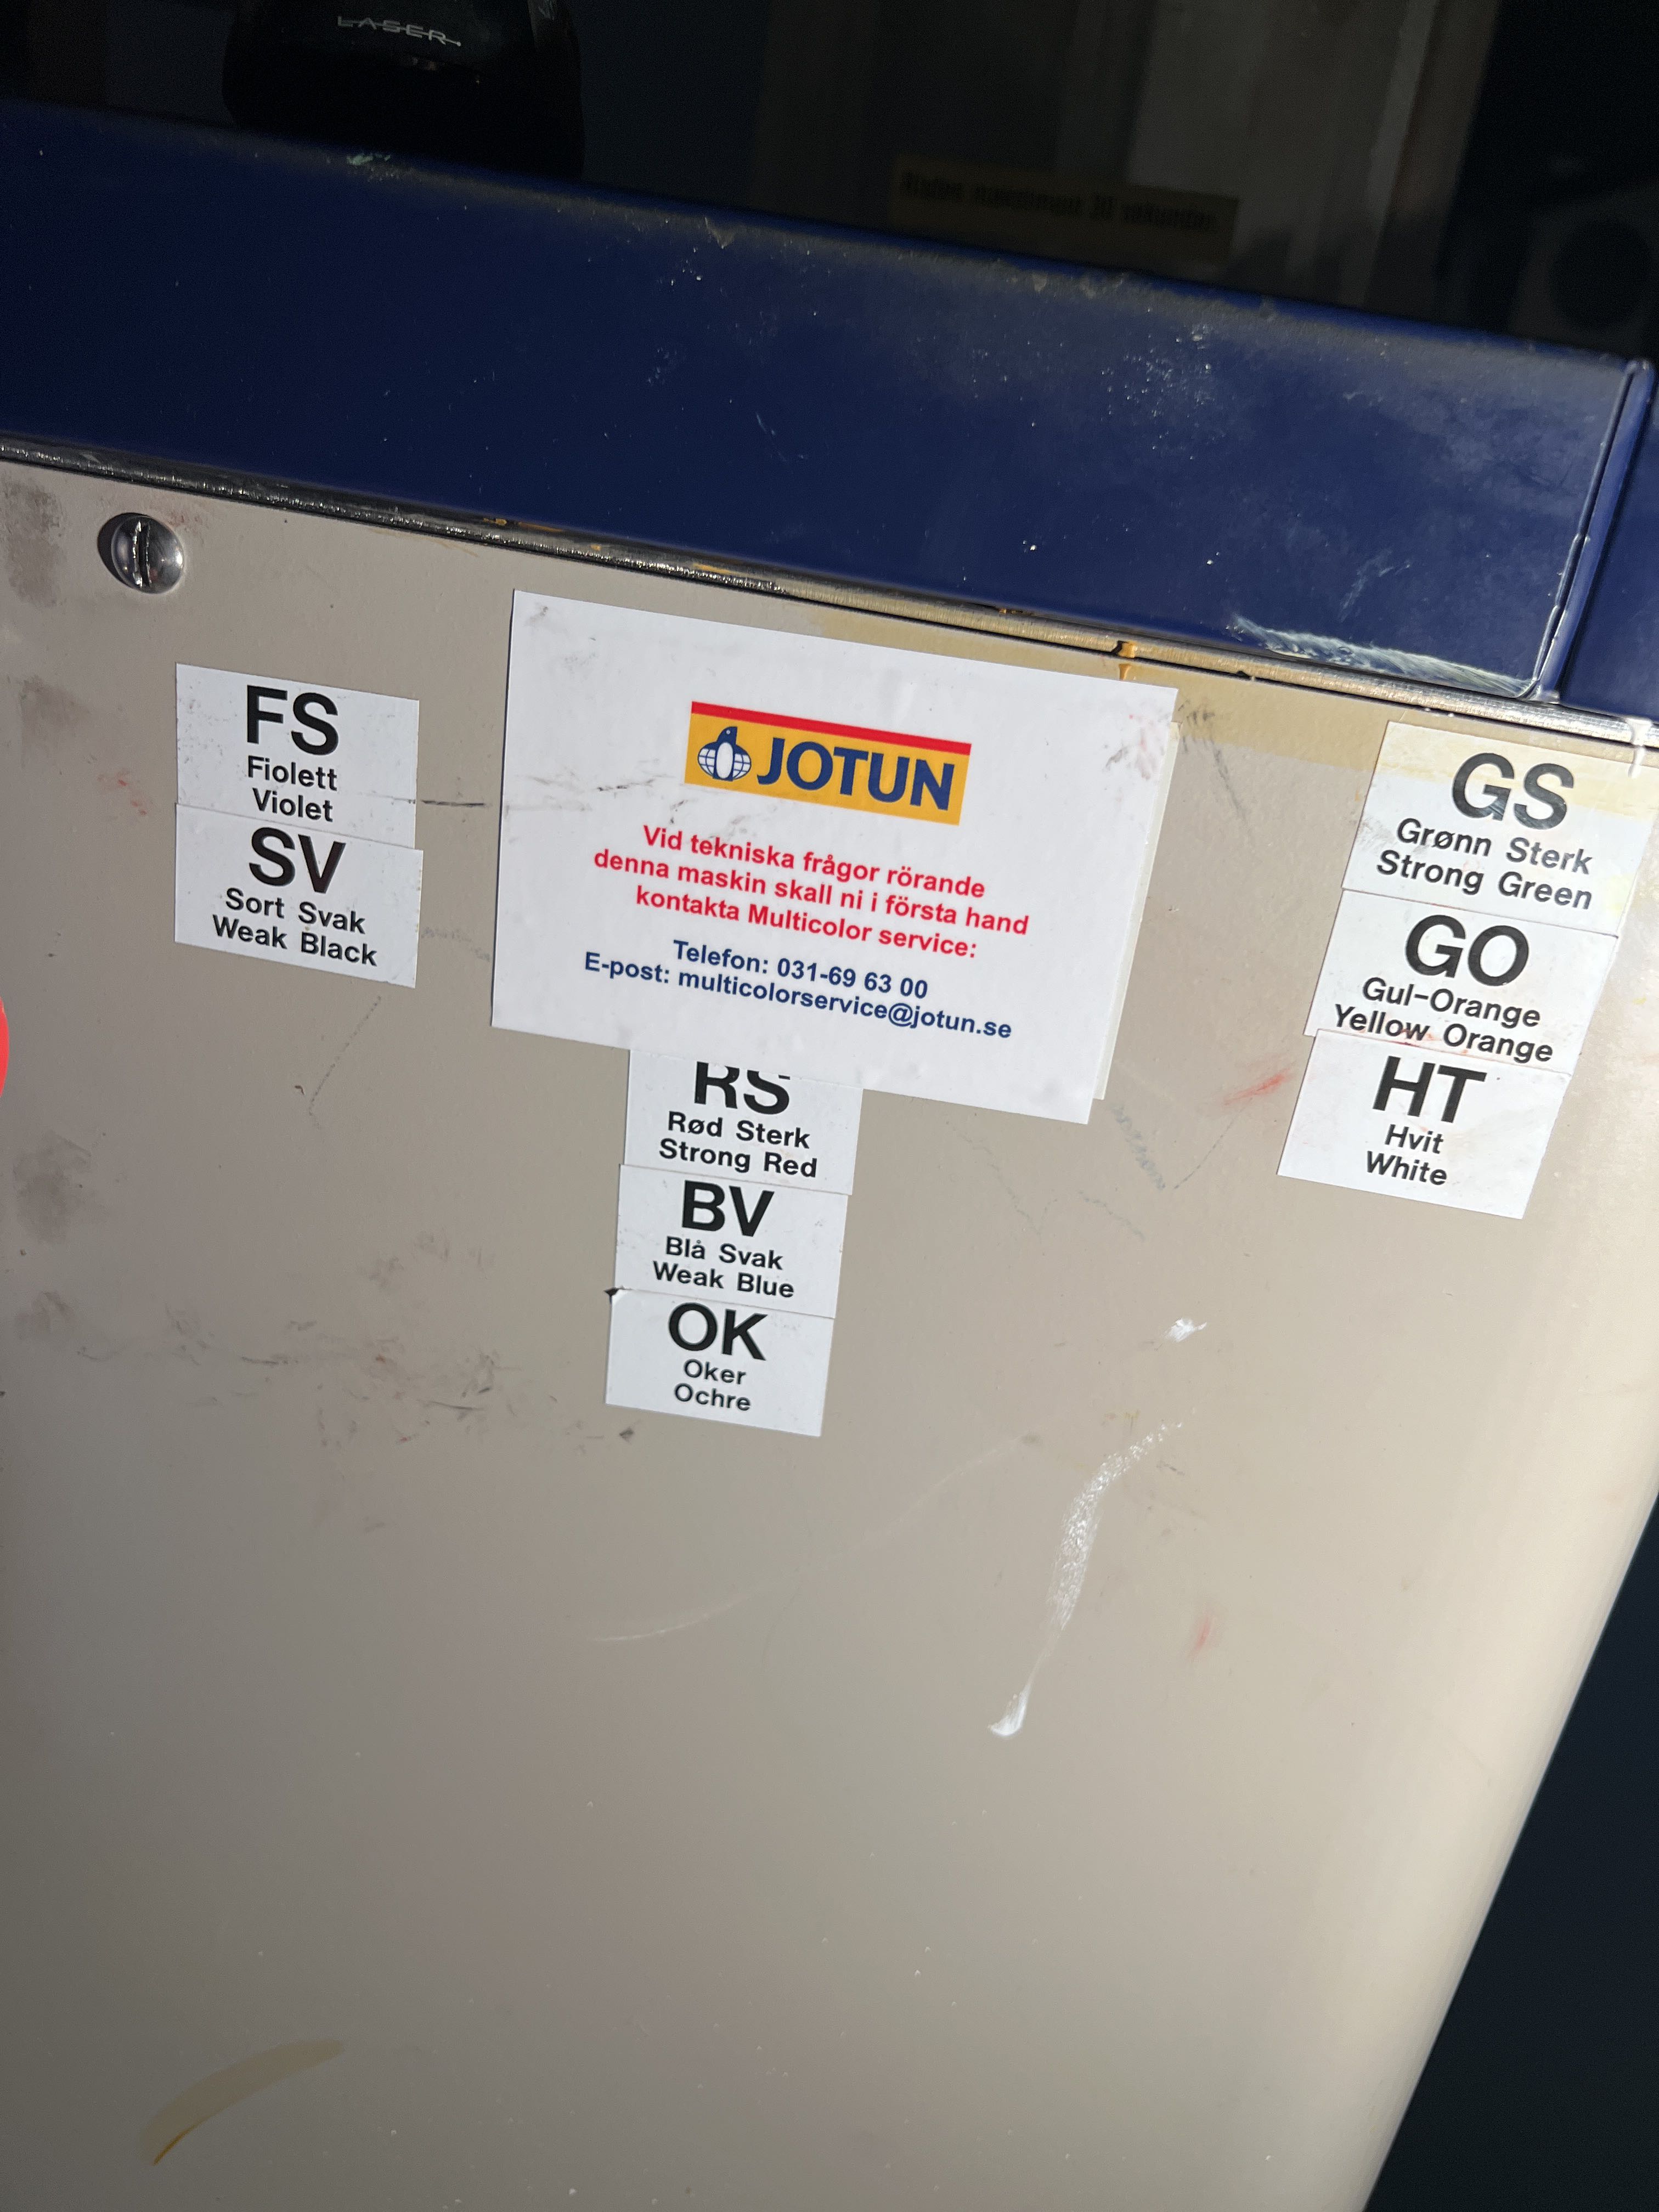 LASER
FS
Fiolett
Violet
SV
Sort Svak
Weak Black
JOTUN
Vid tekniska frågor rörande
denna maskin skall ni i första hand
kontakta Multicolor service:
Telefon: 031-69 63 00
E-post: multicolorservice@jotun.se
RS
Rød Sterk
Strong Red
BV
Blå Svak
Weak Blue
OK
Oker
Ochre
GS
Grønn Sterk
Strong Green
GO
Gul-Orange
Yellow Orange
HT
Hvit
White